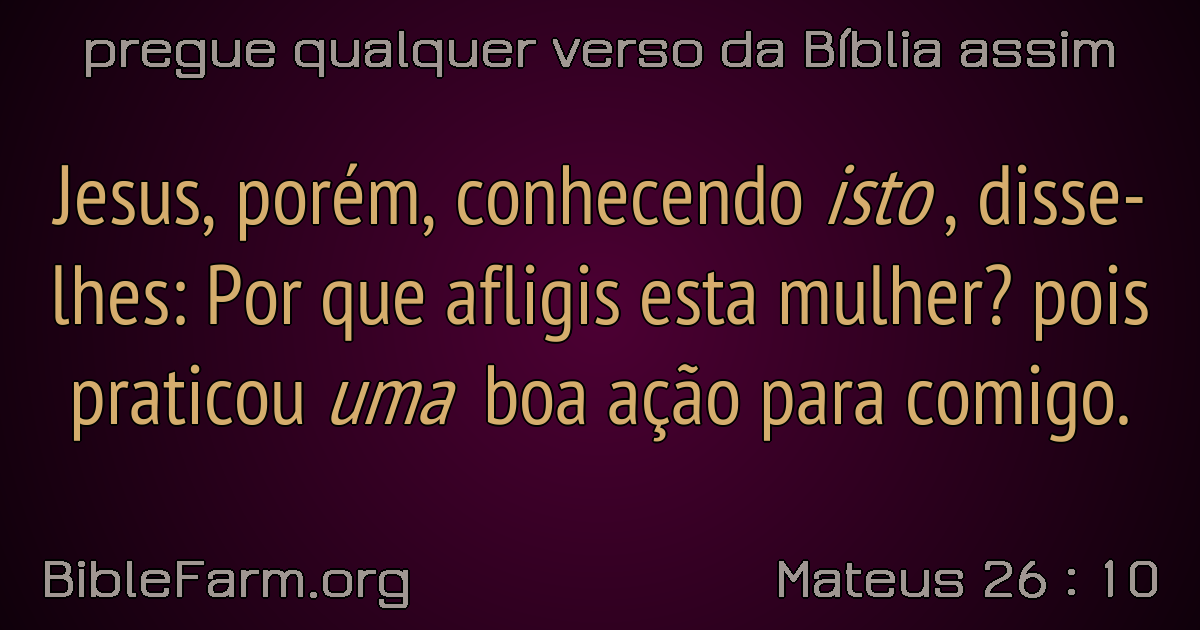 pregue qualquer verso da Bíblia assim
Jesus, porém, conhecendo isto , disse-
lhes: Por que afligis esta mulher? pois
praticou uma boa ação para comigo.
BibleFarm.org
Mateus 26 : 10